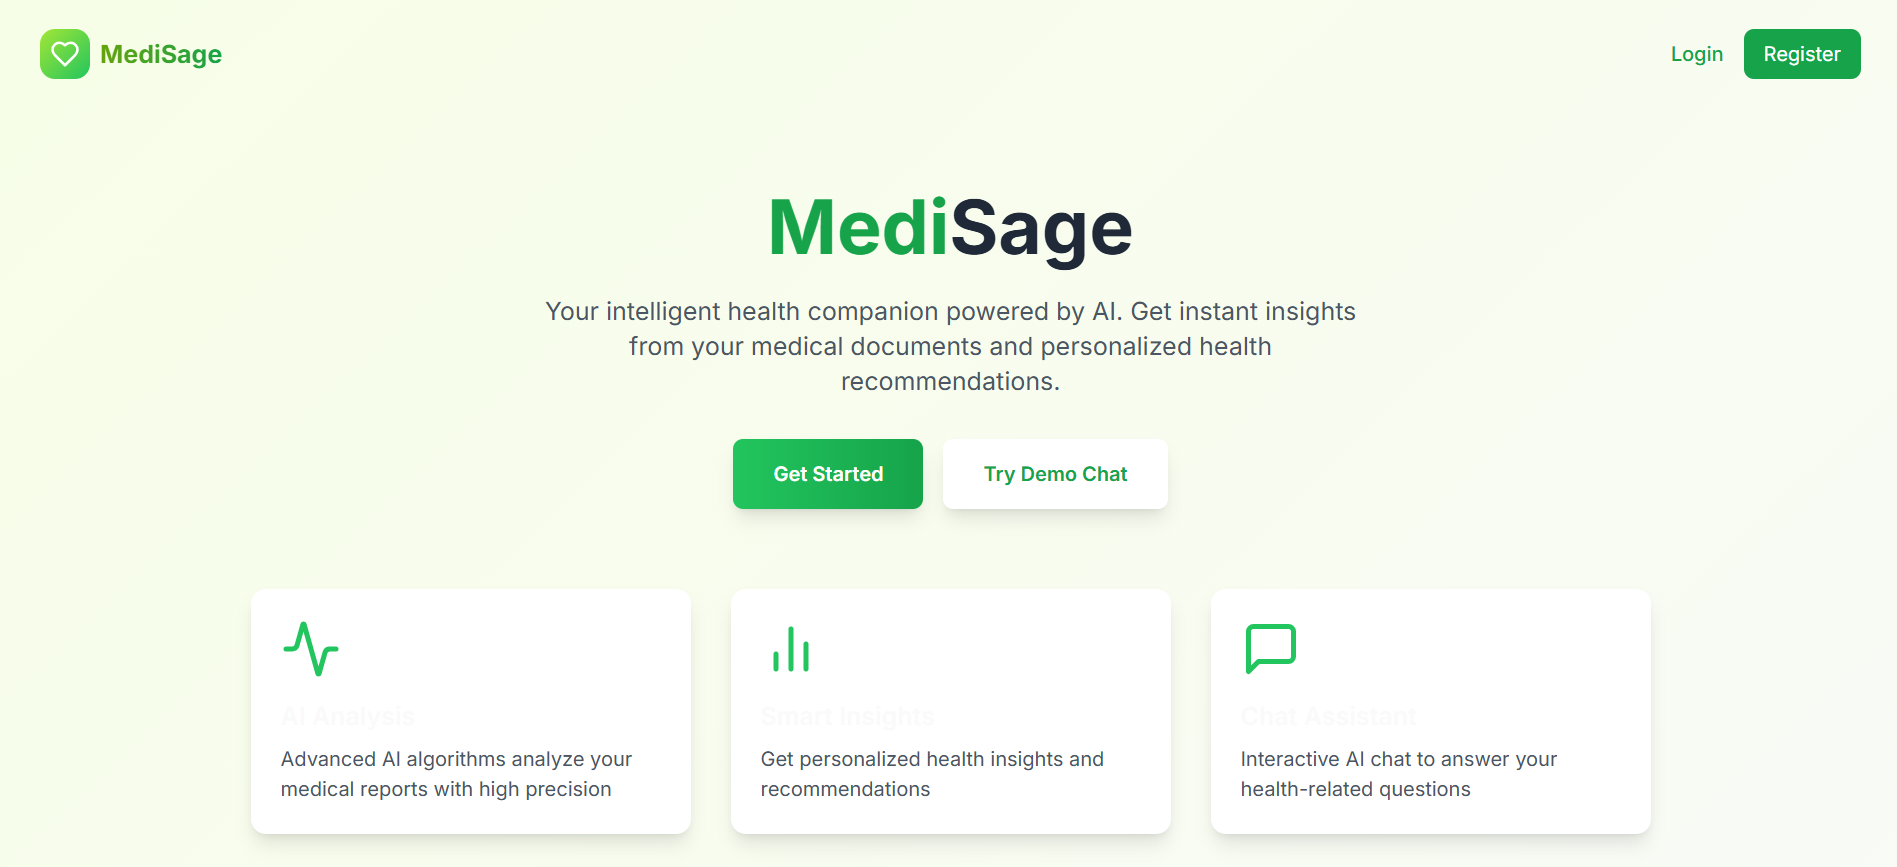 MediSage
Login
Register
MediSage
Your intelligent health companion powered by AI. Get instant insights
from your medical documents and personalized health
recommendations.
Get Started
Try Demo Chat
AI Analysis
Advanced AI algorithms analyze your
medical reports with high precision
Smart Insights
Get personalized health insights and
recommendations
Chat Assistant
Interactive AI chat to answer your
health-related questions